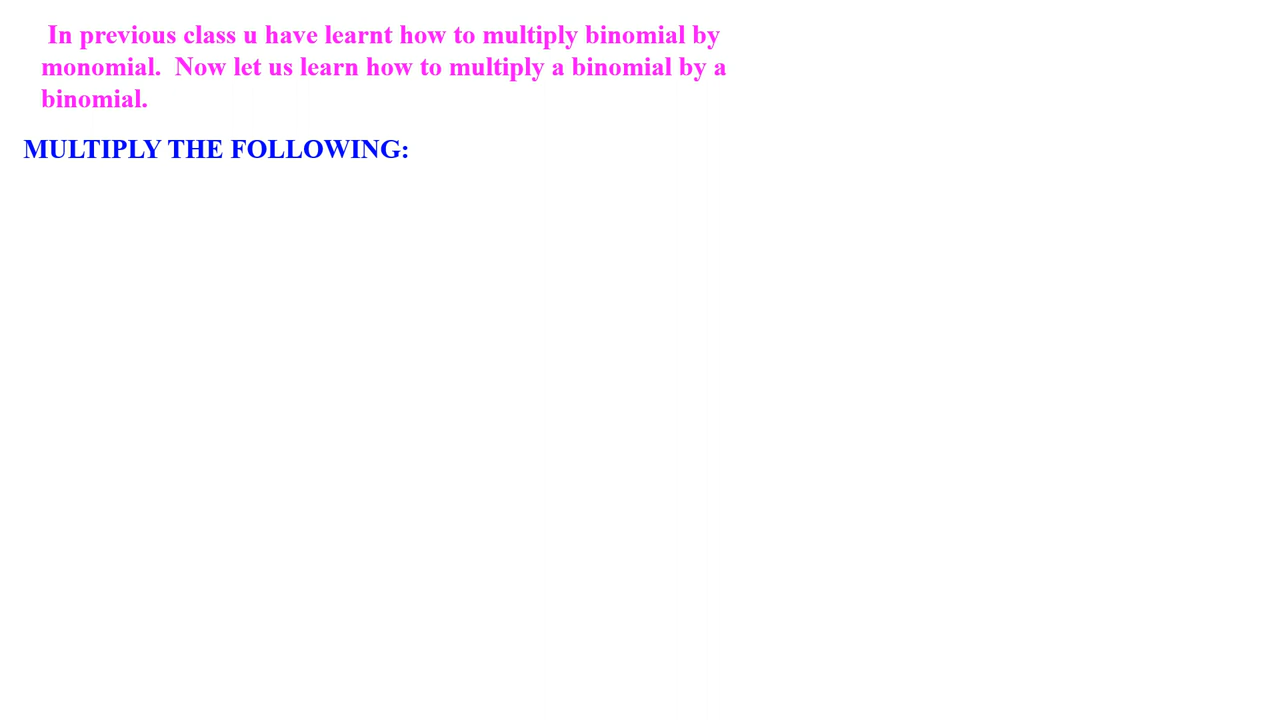 In previous class u have learnt how to multiply binomial by
monomial.  Now let us learn how to multiply a binomial by a
binomial.
MULTIPLY THE FOLLOWING: